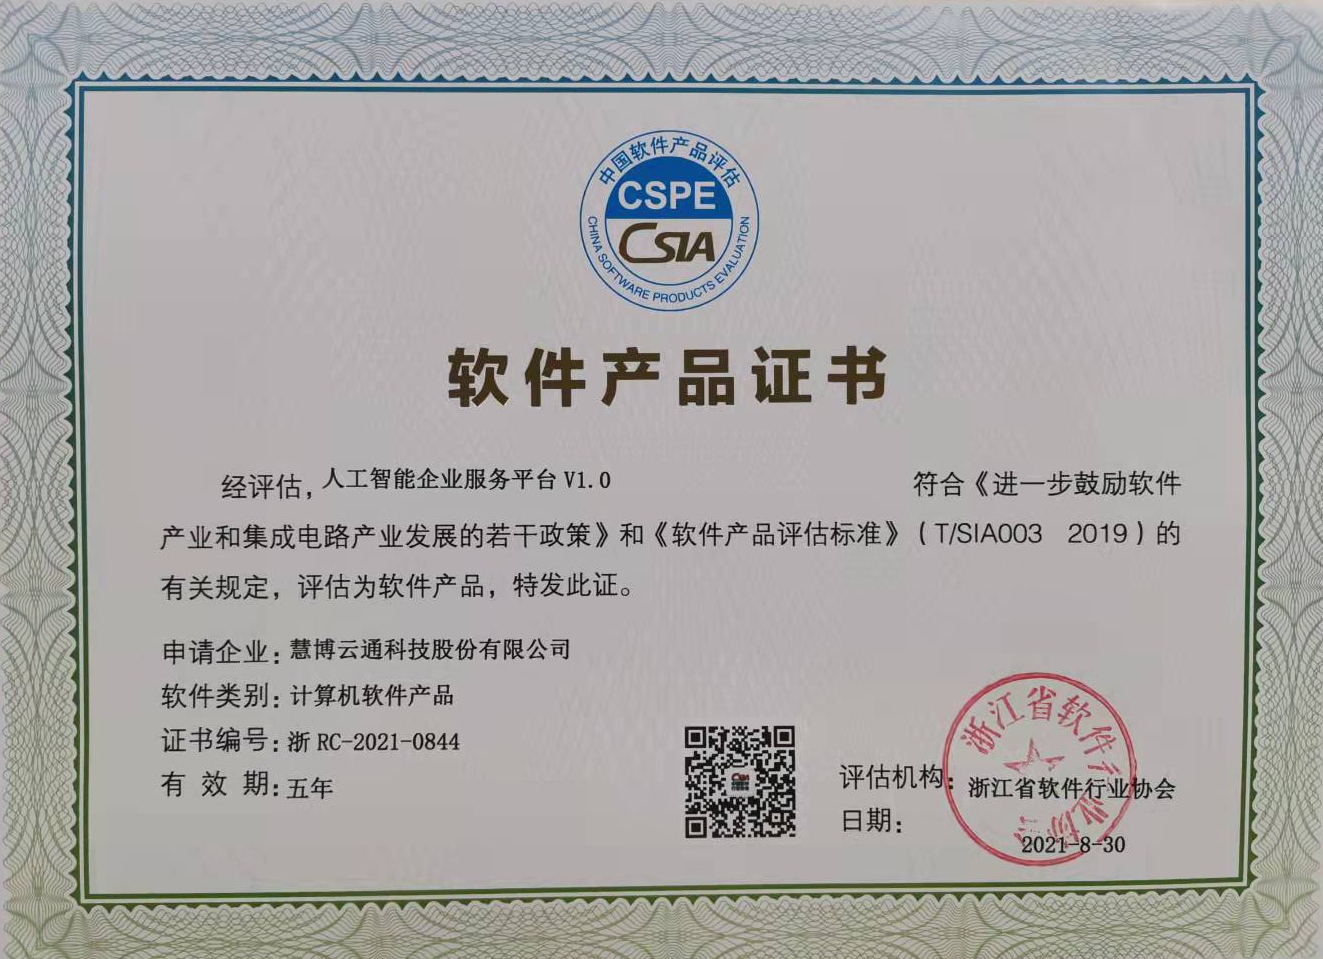 中国软件产品评估
CSPE
CSIA
CHINA SOFTWARE PRODUCTS EVALUATION
软件产品证书
经评估，人工智能企业服务平台 V1.0 符合《进一步鼓励软件
产业和集成电路产业发展的若干政策》和《软件产品评估标准》（T/SIA003 2019）的
有关规定，评估为软件产品，特发此证。
申请企业：慧博云通科技股份有限公司
软件类别：计算机软件产品
证书编号：浙 RC-2021-0844
有 效 期：五年
评估机构：浙江省软件行业协会
日期：2021-8-30
浙江省软件行业协会